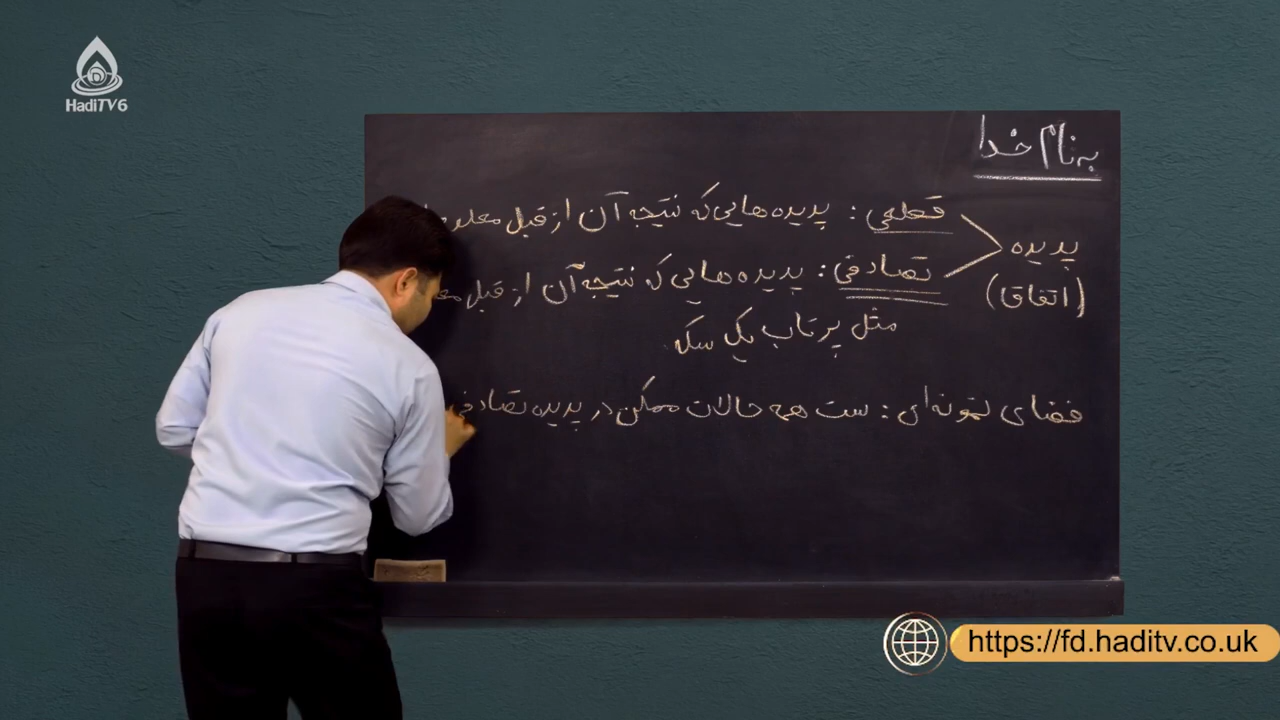 HadiTV6
به نام خدا
پدیده
(اتفاق)
قطعی : پدیده هایی که نتیجه آن از قبل
تصادفی : پدیده هایی که نتیجه آن از قبل
مثل پرتاب یک سکه
فضای نمونه‌ای : ست همه حالات ممکن در پدیده تصادفی
https://fd.haditv.co.uk